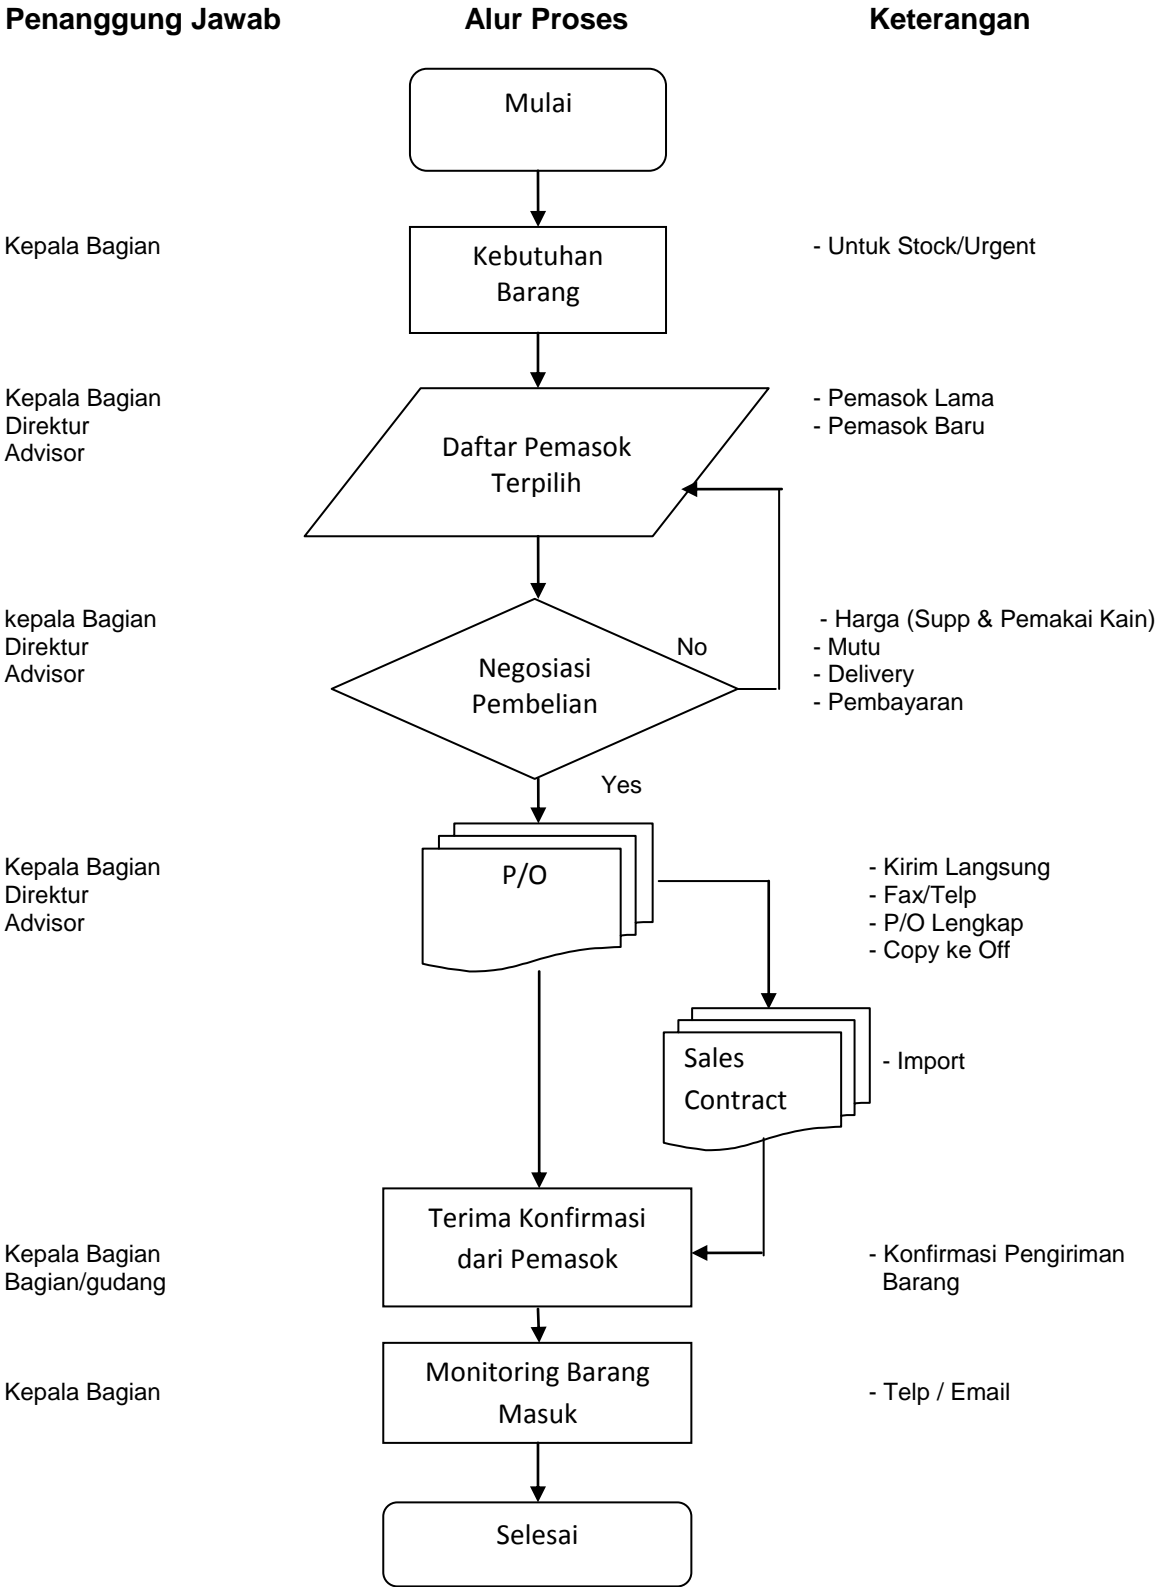 Penanggung Jawab
Alur Proses
Keterangan
Mulai
Kepala Bagian
Kebutuhan
Barang
- Untuk Stock/Urgent
Kepala Bagian
Direktur
Advisor
Daftar Pemasok
Terpilih
- Pemasok Lama
- Pemasok Baru
kepala Bagian
Direktur
Advisor
Negosiasi
Pembelian
No
- Harga (Supp & Pemakai Kain)
- Mutu
- Delivery
- Pembayaran
Yes
Kepala Bagian
Direktur
Advisor
P/O
- Kirim Langsung
- Fax/Telp
- P/O Lengkap
- Copy ke Off
Sales
Contract
- Import
Terima Konfirmasi
dari Pemasok
Kepala Bagian
Bagian/gudang
- Konfirmasi Pengiriman
Barang
Kepala Bagian
Monitoring Barang
Masuk
- Telp / Email
Selesai